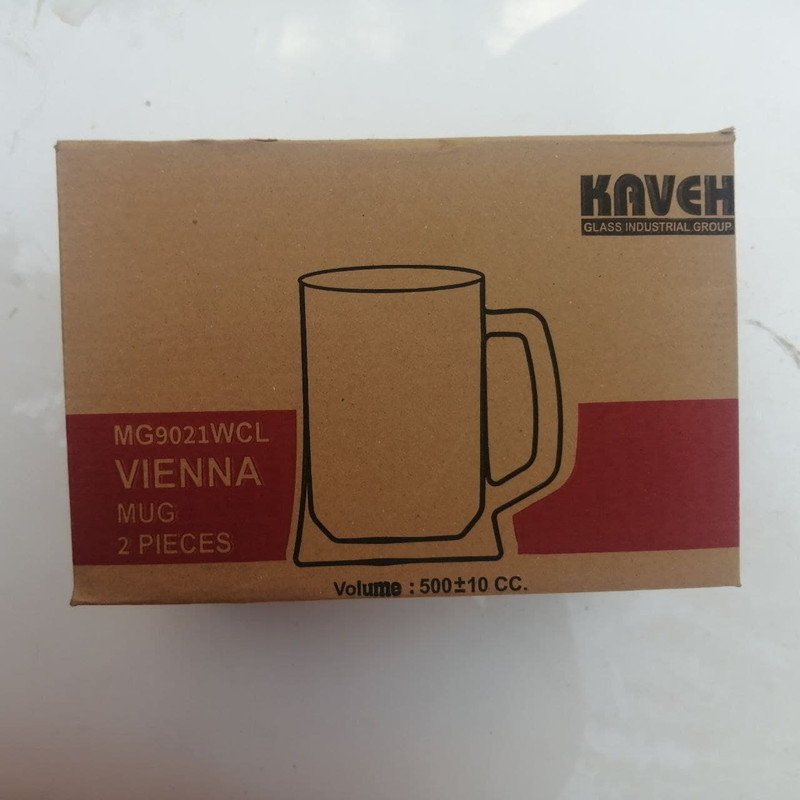 KAVEH
GLASS INDUSTRIAL GROUP
MG9021WCL
VIENNA
MUG
2 PIECES
Volume : 500±10 CC.